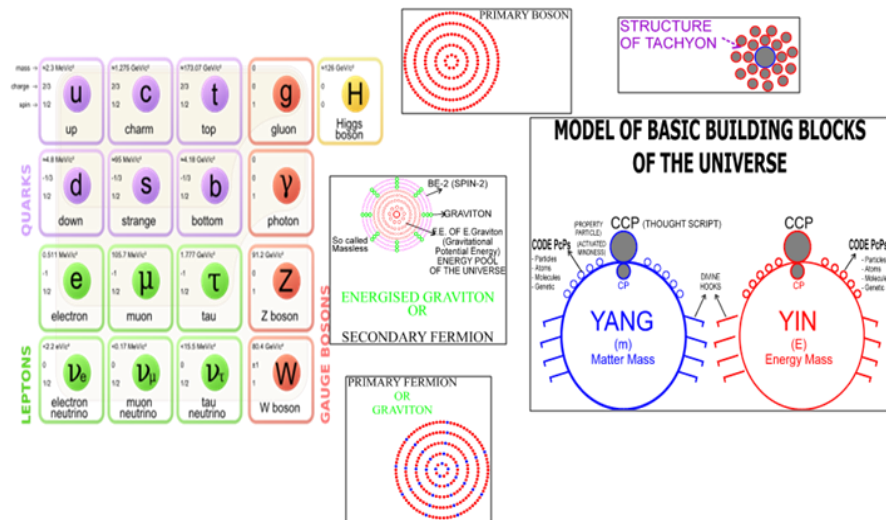 mass → ≈2.3 MeV/c²
charge → 2/3
spin → 1/2
u
up
≈1.275 GeV/c²
2/3
1/2
c
charm
≈173.07 GeV/c²
2/3
1/2
t
top
0
0
1
g
gluon
≈126 GeV/c²
0
0
H
Higgs
boson
QUARKS
≈4.8 MeV/c²
-1/3
1/2
d
down
≈95 MeV/c²
-1/3
1/2
s
strange
≈4.18 GeV/c²
-1/3
1/2
b
bottom
0
0
1
γ
photon
LEPTONS
0.511 MeV/c²
-1
1/2
e
electron
105.7 MeV/c²
-1
1/2
μ
muon
1.777 GeV/c²
-1
1/2
τ
tau
91.2 GeV/c²
0
1
Z
Z boson
GAUGE BOSONS
<2.2 eV/c²
0
1/2
νe
electron
neutrino
<0.17 MeV/c²
0
1/2
νμ
muon
neutrino
<15.5 MeV/c²
0
1/2
ντ
tau
neutrino
80.4 GeV/c²
±1
1
W
W boson
PRIMARY BOSON
STRUCTURE
OF TACHYON
BE-2 (SPIN-2)
GRAVITON
So called
Massless
F.E. OF E.Graviton
(Gravitational
Potential Energy)
ENERGY POOL
OF THE UNIVERSE
ENERGISED GRAVITON
OR
SECONDARY FERMION
PRIMARY FERMION
OR
GRAVITON
MODEL OF BASIC BUILDING BLOCKS
OF THE UNIVERSE
CCP (THOUGHT SCRIPT)
CCP
(PROPERTY
PARTICLE)
(ACTIVATED
MINDNESS)
CODE PcPs
- Particles
- Atoms
- Molecules
- Genetic
CP
DIVINE
HOOKS
YANG
(m)
Matter Mass
CP
CODE PcPs
- Particles
- Atoms
- Molecules
- Genetic
YIN
(E)
Energy Mass